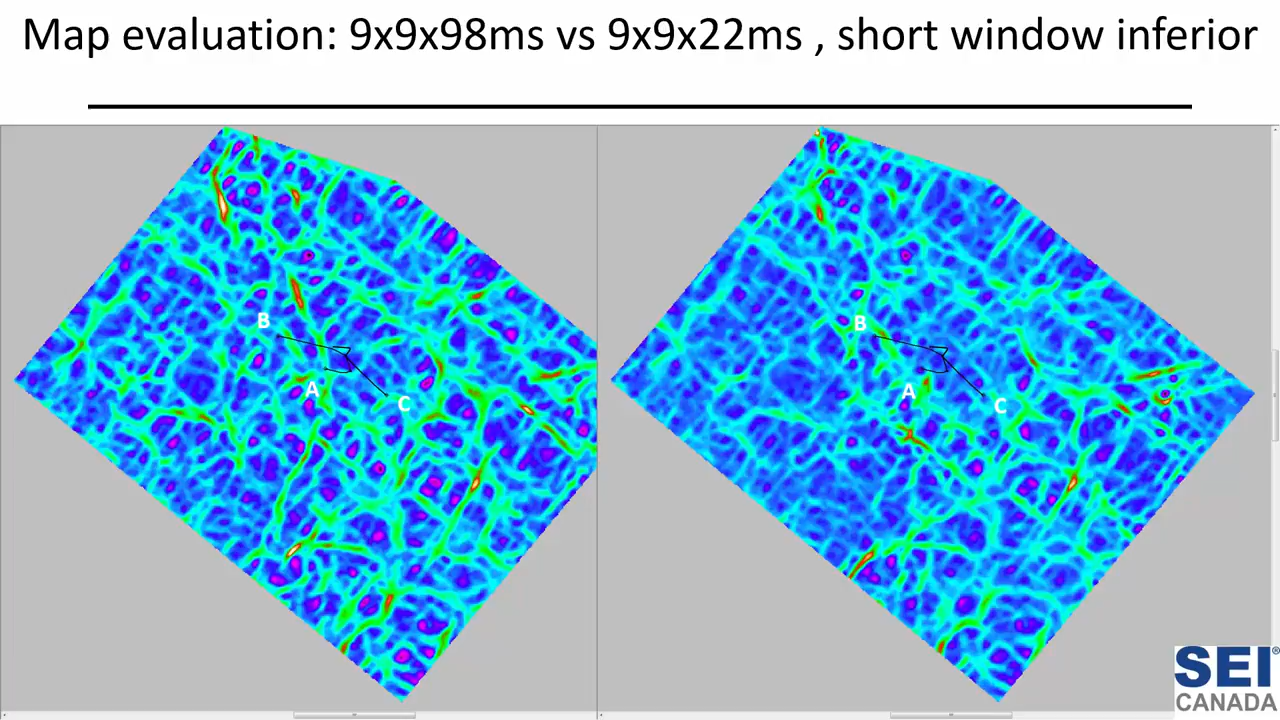 Map evaluation: 9x9x98ms vs 9x9x22ms , short window inferior
B
A
C
B
A
C
SEI®
CANADA